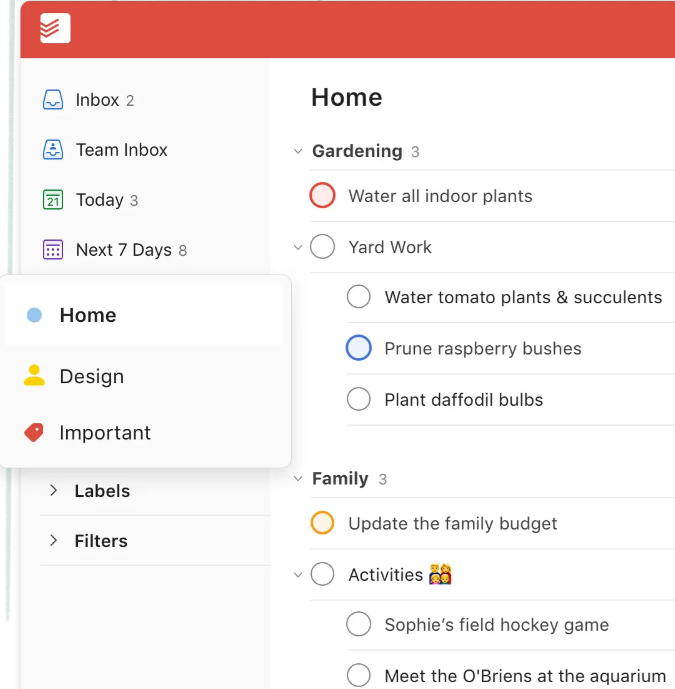 Inbox 2
Team Inbox
21
Today 3
Next 7 Days 8
Home
Design
Important
Labels
Filters
Home
Gardening 3
Water all indoor plants
Yard Work
Water tomato plants & succulents
Prune raspberry bushes
Plant daffodil bulbs
Family 3
Update the family budget
Activities 👨‍👩‍👧‍👦
Sophie’s field hockey game
Meet the O'Briens at the aquarium